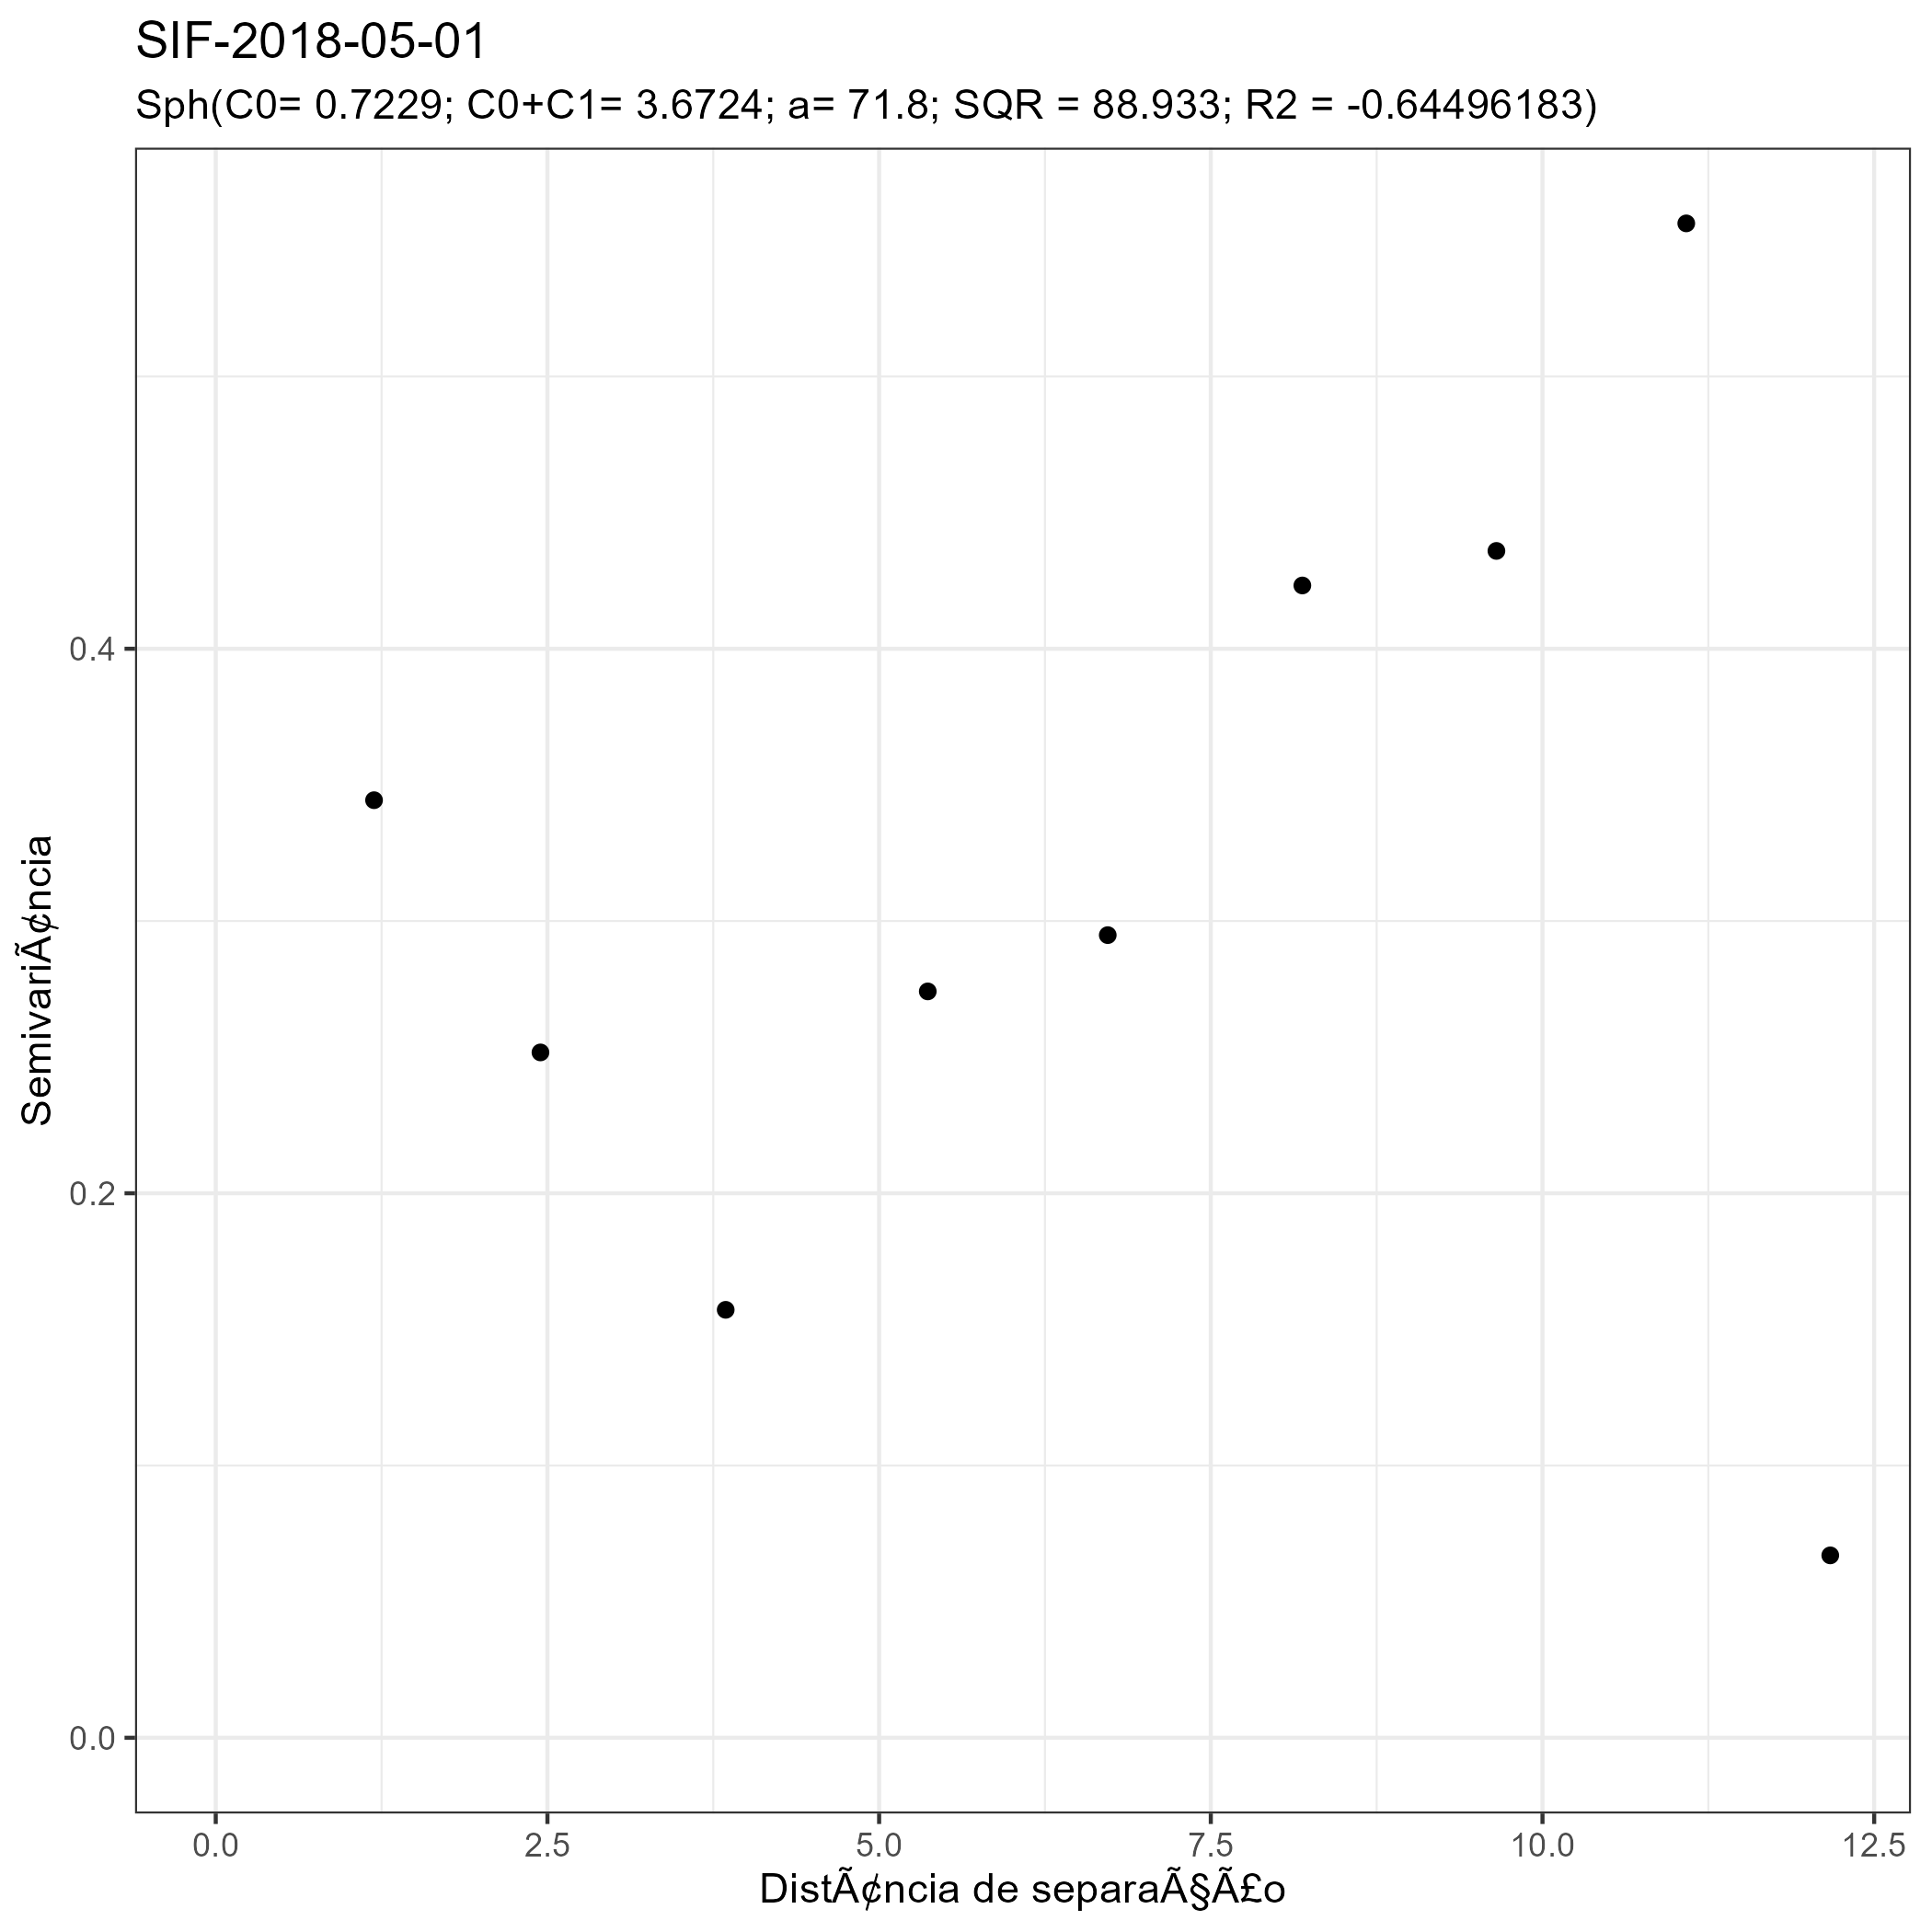 SIF-2018-05-01
Sph(C0= 0.7229; C0+C1= 3.6724; a= 71.8; SQR = 88.933; R2 = -0.64496183)
SemivariÃ¢ncia
0.4
0.2
0.0
0.0 2.5 5.0 7.5 10.0 12.5
DistÃ¢ncia de separaÃ§Ã£o